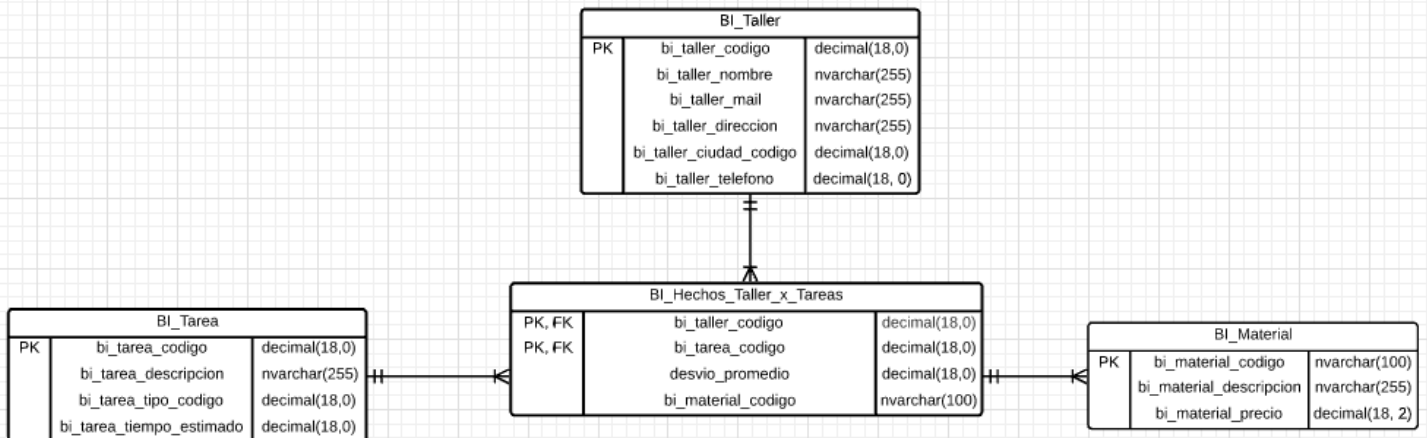 BI_Taller
PK bi_taller_codigo decimal(18,0)
bi_taller_nombre nvarchar(255)
bi_taller_mail nvarchar(255)
bi_taller_direccion nvarchar(255)
bi_taller_ciudad_codigo decimal(18,0)
bi_taller_telefono decimal(18, 0)
BI_Hechos_Taller_x_Tareas
PK, FK bi_taller_codigo decimal(18,0)
PK, FK bi_tarea_codigo decimal(18,0)
desvio_promedio decimal(18,0)
bi_material_codigo nvarchar(100)
BI_Tarea
PK bi_tarea_codigo decimal(18,0)
bi_tarea_descripcion nvarchar(255)
bi_tarea_tipo_codigo decimal(18,0)
bi_tarea_tiempo_estimado decimal(18,0)
BI_Material
PK bi_material_codigo nvarchar(100)
bi_material_descripcion nvarchar(255)
bi_material_precio decimal(18, 2)